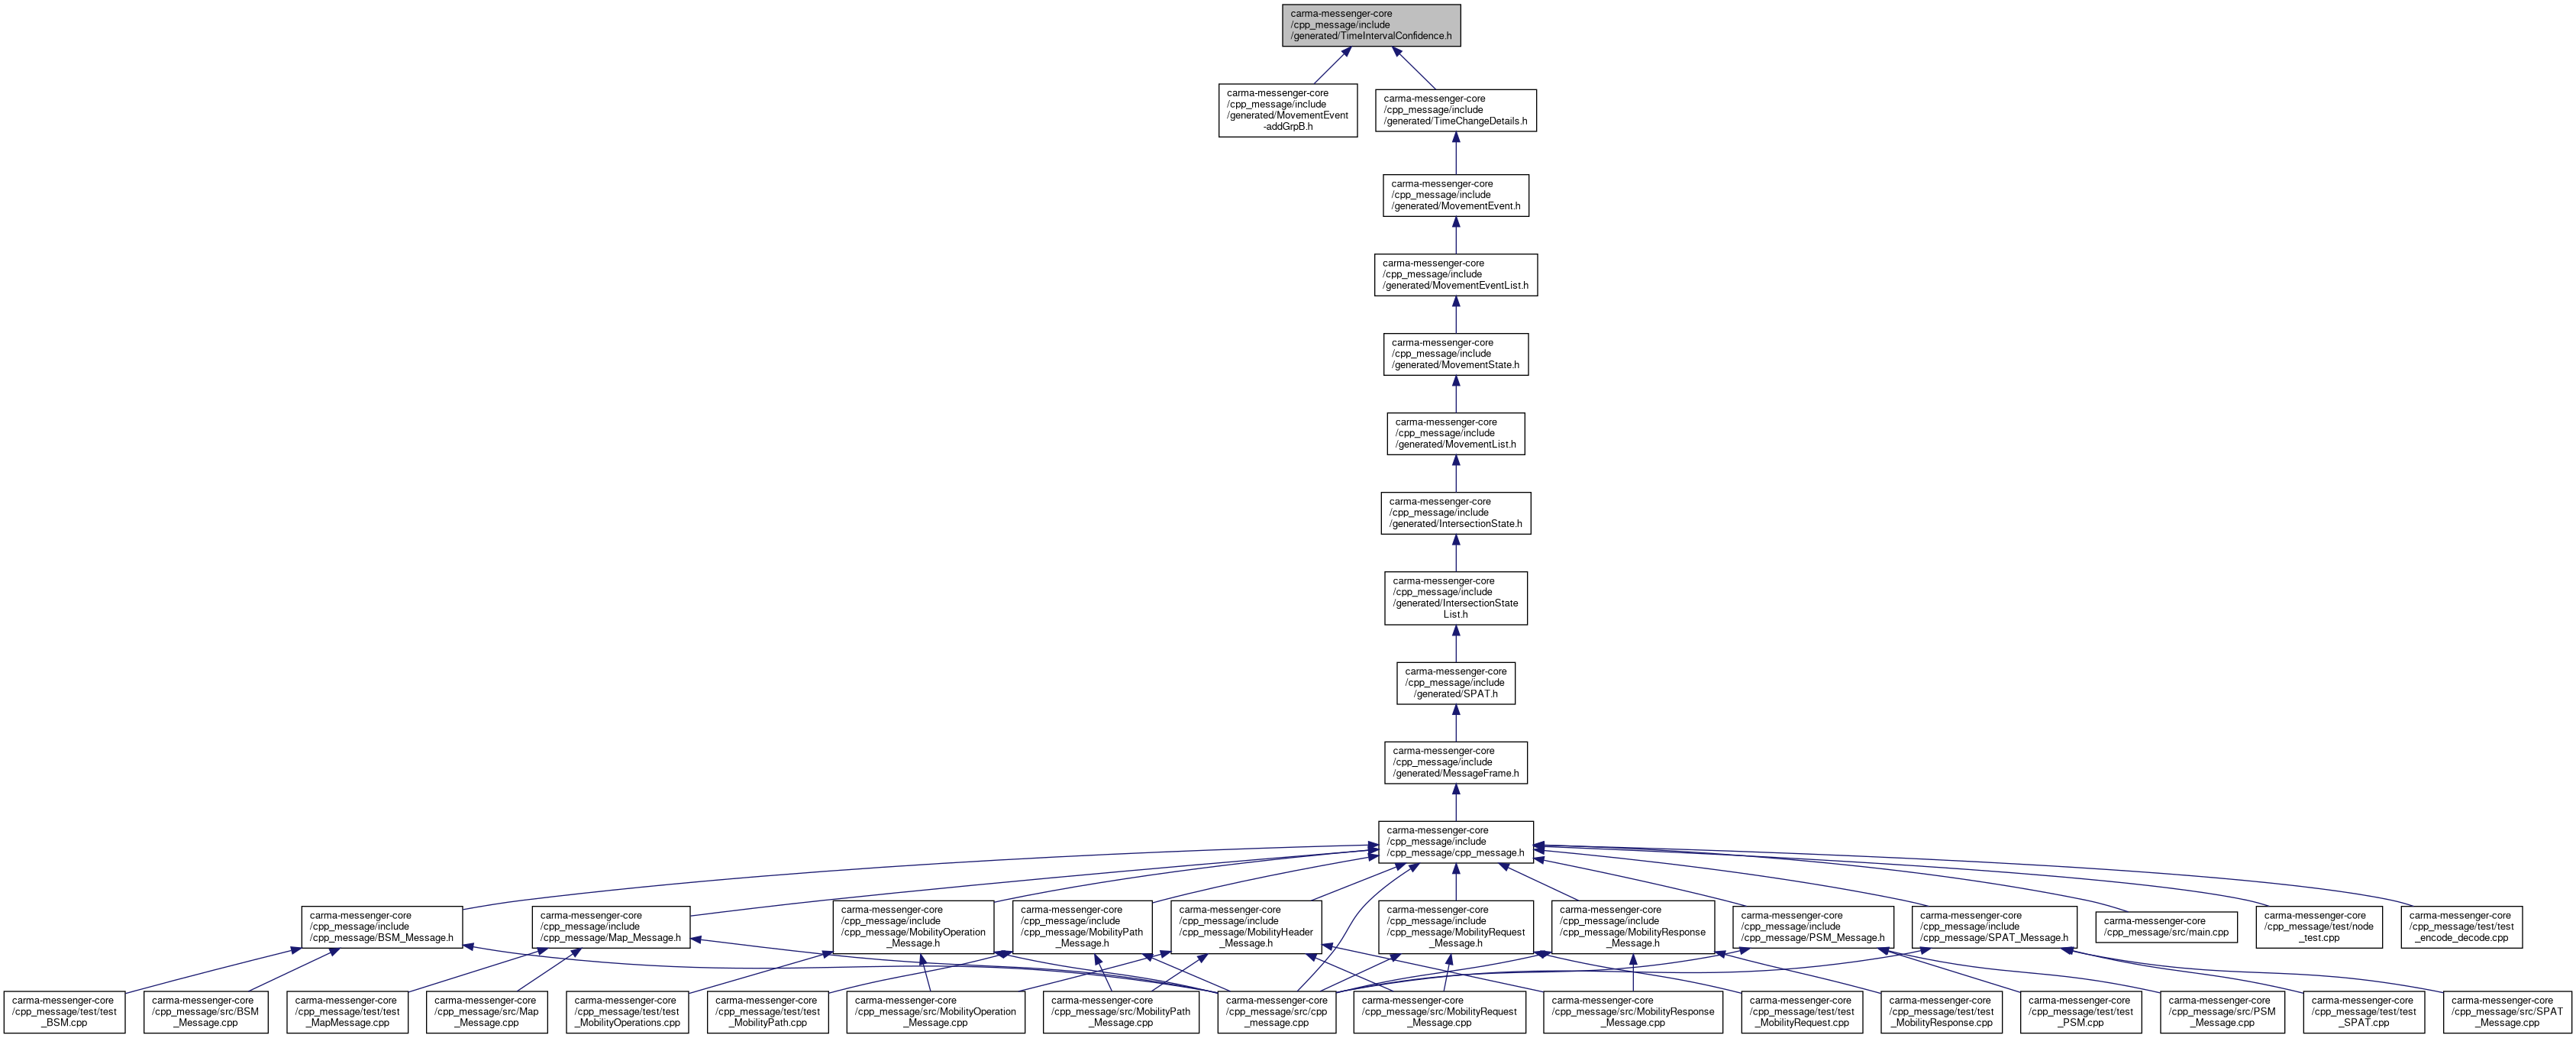 carma-messenger-core
/cpp_message/include
/generated/TimeIntervalConfidence.h
carma-messenger-core
/cpp_message/include
/generated/MovementEvent
-addGrpB.h
carma-messenger-core
/cpp_message/include
/generated/TimeChangeDetails.h
carma-messenger-core
/cpp_message/include
/generated/MovementEvent.h
carma-messenger-core
/cpp_message/include
/generated/MovementEventList.h
carma-messenger-core
/cpp_message/include
/generated/MovementState.h
carma-messenger-core
/cpp_message/include
/generated/MovementList.h
carma-messenger-core
/cpp_message/include
/generated/IntersectionState.h
carma-messenger-core
/cpp_message/include
/generated/IntersectionState
List.h
carma-messenger-core
/cpp_message/include
/generated/SPAT.h
carma-messenger-core
/cpp_message/include
/generated/MessageFrame.h
carma-messenger-core
/cpp_message/include
/cpp_message/cpp_message.h
carma-messenger-core
/cpp_message/include
/cpp_message/BSM_Message.h
carma-messenger-core
/cpp_message/include
/cpp_message/Map_Message.h
carma-messenger-core
/cpp_message/include
/cpp_message/MobilityOperation
_Message.h
carma-messenger-core
/cpp_message/include
/cpp_message/MobilityPath
_Message.h
carma-messenger-core
/cpp_message/include
/cpp_message/MobilityHeader
_Message.h
carma-messenger-core
/cpp_message/include
/cpp_message/MobilityRequest
_Message.h
carma-messenger-core
/cpp_message/include
/cpp_message/MobilityResponse
_Message.h
carma-messenger-core
/cpp_message/include
/cpp_message/PSM_Message.h
carma-messenger-core
/cpp_message/include
/cpp_message/SPAT_Message.h
carma-messenger-core
/cpp_message/src/main.cpp
carma-messenger-core
/cpp_message/test/node
_test.cpp
carma-messenger-core
/cpp_message/test/test
_encode_decode.cpp
carma-messenger-core
/cpp_message/test/test
_BSM.cpp
carma-messenger-core
/cpp_message/src/BSM
_Message.cpp
carma-messenger-core
/cpp_message/test/test
_MapMessage.cpp
carma-messenger-core
/cpp_message/src/Map
_Message.cpp
carma-messenger-core
/cpp_message/test/test
_MobilityOperations.cpp
carma-messenger-core
/cpp_message/test/test
_MobilityPath.cpp
carma-messenger-core
/cpp_message/src/MobilityOperation
_Message.cpp
carma-messenger-core
/cpp_message/src/MobilityPath
_Message.cpp
carma-messenger-core
/cpp_message/src/cpp
_message.cpp
carma-messenger-core
/cpp_message/src/MobilityRequest
_Message.cpp
carma-messenger-core
/cpp_message/src/MobilityResponse
_Message.cpp
carma-messenger-core
/cpp_message/test/test
_MobilityRequest.cpp
carma-messenger-core
/cpp_message/test/test
_MobilityResponse.cpp
carma-messenger-core
/cpp_message/test/test
_PSM.cpp
carma-messenger-core
/cpp_message/src/PSM
_Message.cpp
carma-messenger-core
/cpp_message/test/test
_SPAT.cpp
carma-messenger-core
/cpp_message/src/SPAT
_Message.cpp